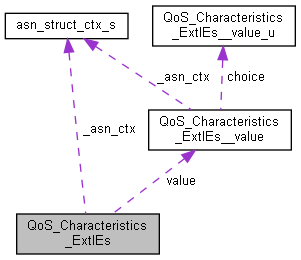 asn_struct_ctx_s
QoS_Characteristics
_ExtIEs__value_u
_asn_ctx
choice
_asn_ctx
QoS_Characteristics
_ExtIEs__value
value
QoS_Characteristics
_ExtIEs